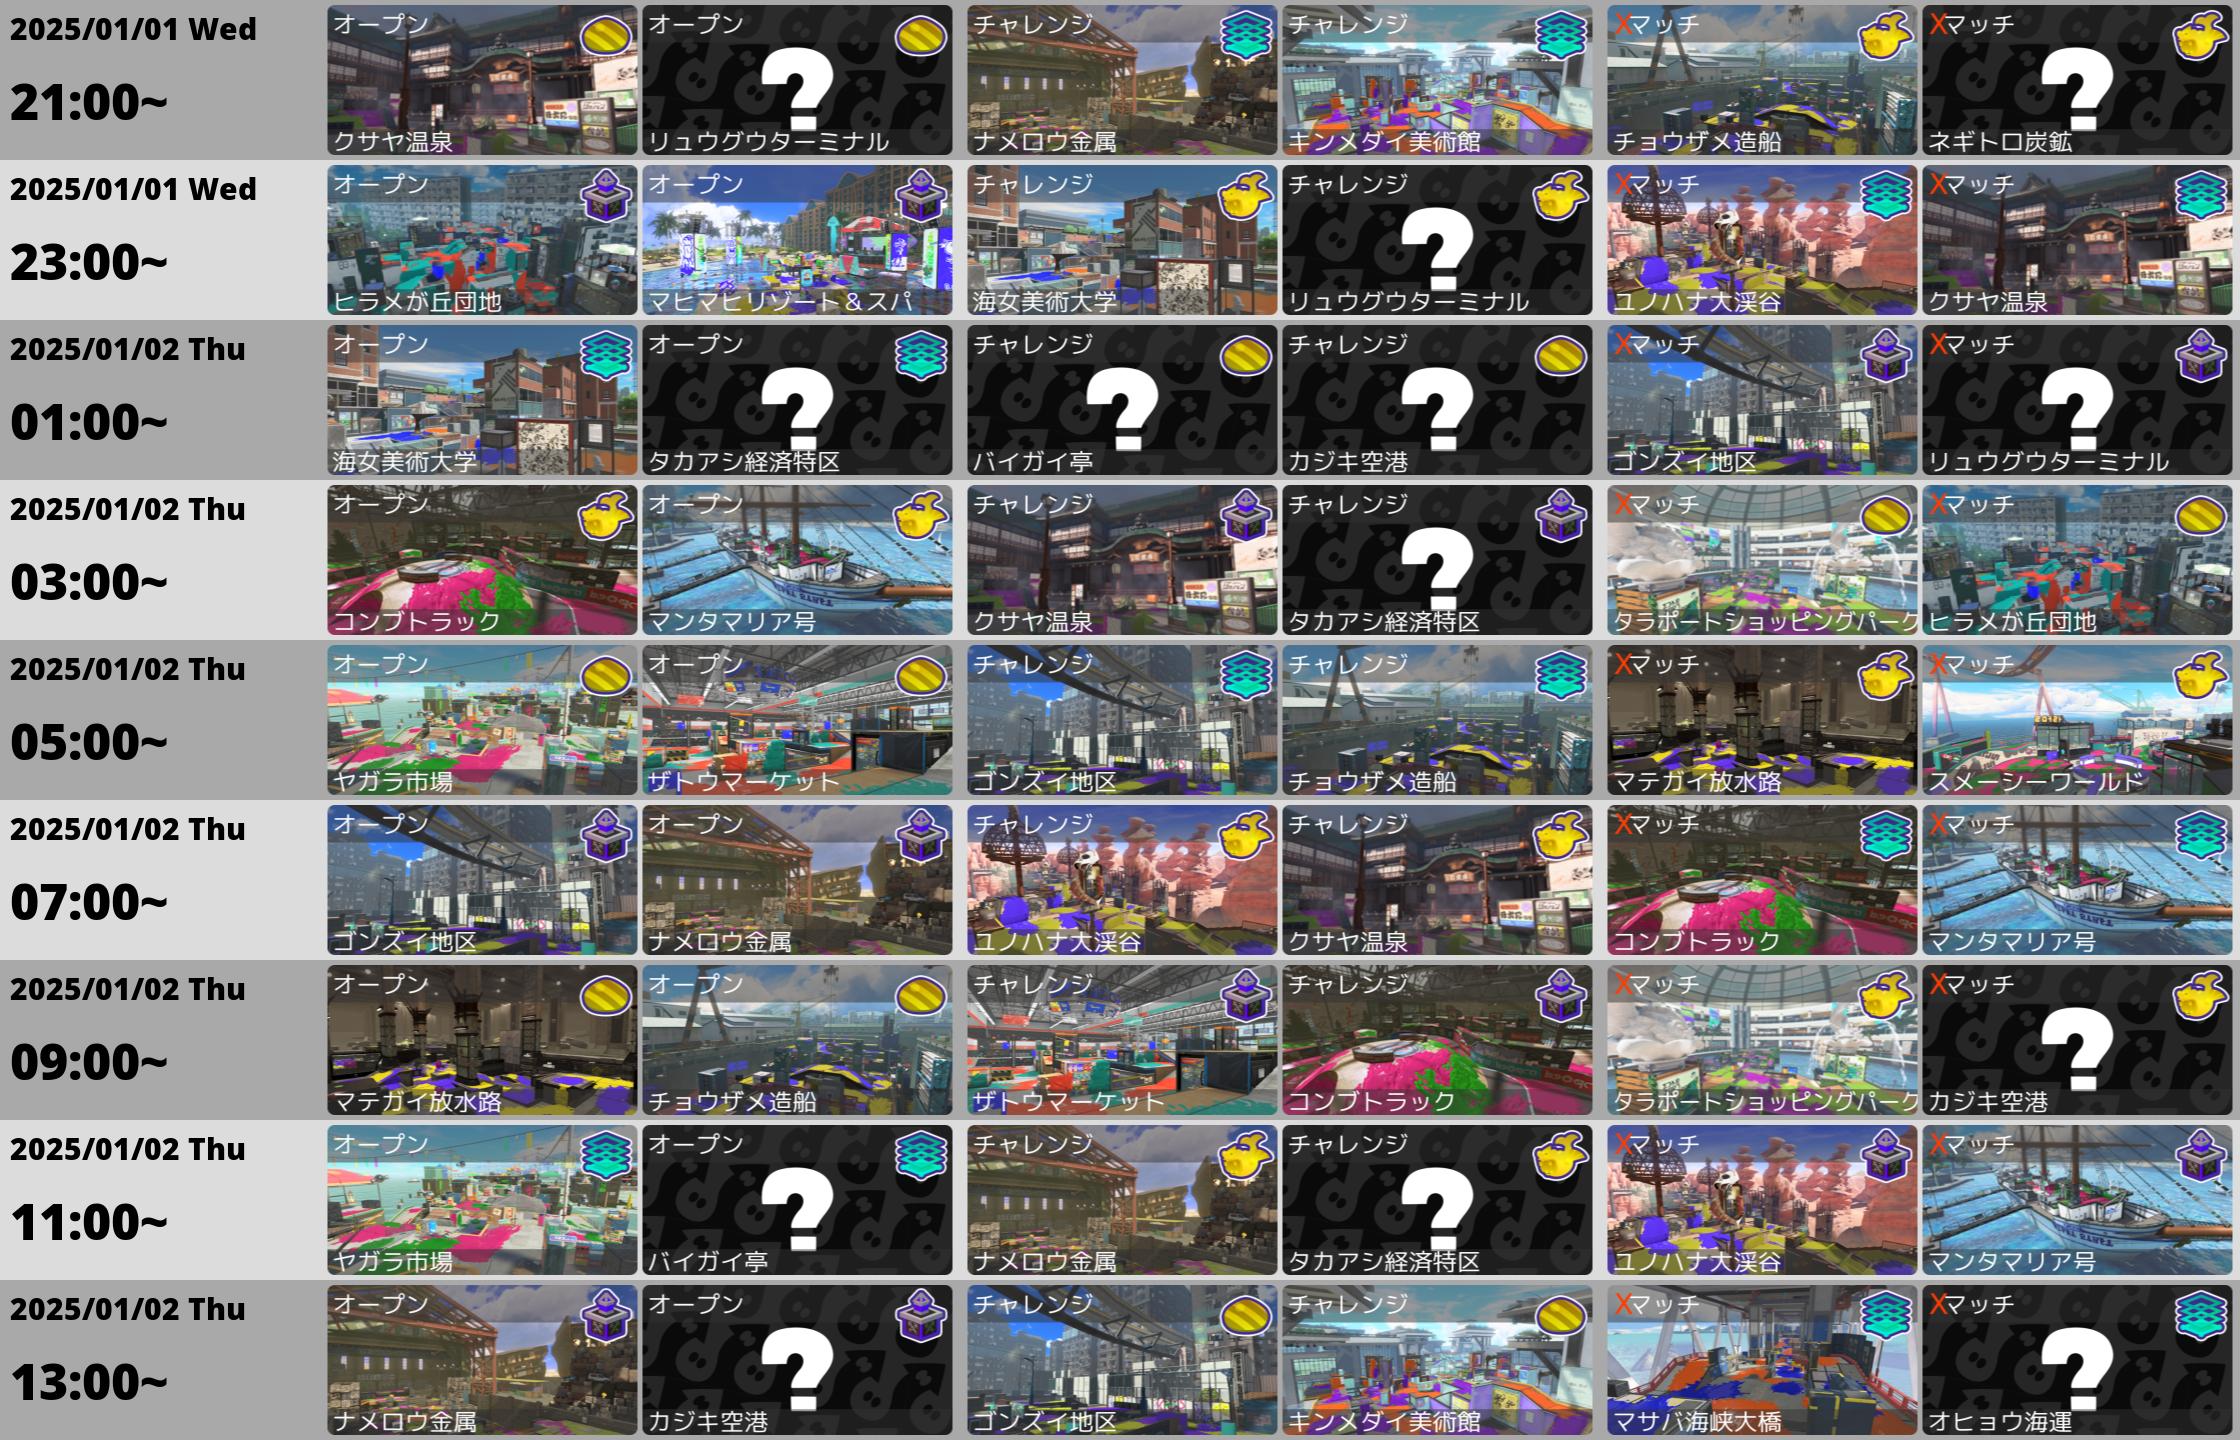 2025/01/01 Wed
21:00~
オープン
クサヤ温泉
オープン
リュウグウターミナル
チャレンジ
ナメロウ金属
チャレンジ
キンメダイ美術館
Xマッチ
チョウザメ造船
Xマッチ
ネギトロ炭鉱
2025/01/01 Wed
23:00~
オープン
ヒラメが丘団地
オープン
マヒマヒリゾート＆スパ
チャレンジ
海女美術大学
チャレンジ
リュウグウターミナル
Xマッチ
ユノハナ大渓谷
Xマッチ
クサヤ温泉
2025/01/02 Thu
01:00~
オープン
海女美術大学
オープン
タカアシ経済特区
チャレンジ
バイガイ亭
チャレンジ
カジキ空港
Xマッチ
ゴンズイ地区
Xマッチ
リュウグウターミナル
2025/01/02 Thu
03:00~
オープン
コンブトラック
オープン
マンタマリア号
チャレンジ
クサヤ温泉
チャレンジ
タカアシ経済特区
Xマッチ
タラポートショッピングパーク
Xマッチ
ヒラメが丘団地
2025/01/02 Thu
05:00~
オープン
ヤガラ市場
オープン
ザトウマーケット
チャレンジ
ゴンズイ地区
チャレンジ
チョウザメ造船
Xマッチ
マテガイ放水路
Xマッチ
スメーシーワールド
2025/01/02 Thu
07:00~
オープン
ゴンズイ地区
オープン
ナメロウ金属
チャレンジ
ユノハナ大渓谷
チャレンジ
クサヤ温泉
Xマッチ
コンブトラック
Xマッチ
マンタマリア号
2025/01/02 Thu
09:00~
オープン
マテガイ放水路
オープン
チョウザメ造船
チャレンジ
ザトウマーケット
チャレンジ
コンブトラック
Xマッチ
タラポートショッピングパーク
Xマッチ
カジキ空港
2025/01/02 Thu
11:00~
オープン
ヤガラ市場
オープン
バイガイ亭
チャレンジ
ナメロウ金属
チャレンジ
タカアシ経済特区
Xマッチ
ユノハナ大渓谷
Xマッチ
マンタマリア号
2025/01/02 Thu
13:00~
オープン
ナメロウ金属
オープン
カジキ空港
チャレンジ
ゴンズイ地区
チャレンジ
キンメダイ美術館
Xマッチ
マサバ海峡大橋
Xマッチ
オヒョウ海運